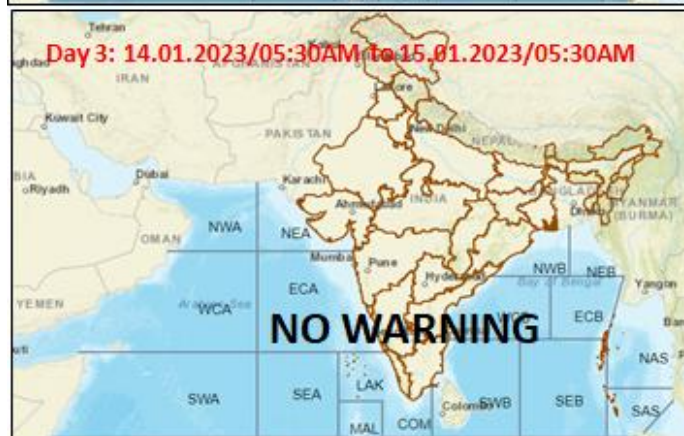 Tehran
Day 3: 14.01.2023/05:30AM to 15.01.2023/05:30AM
AFGHANISTAN
IRAN
Lahore
Kuwait City
PAKISTAN
New Delhi
NEPAL
Riyadh
Dubai
Karachi
Ahmedabad
INDIA
BANGLADESH
Dhaka
MYANMAR
(BURMA)
OMAN
NWA
NEA
Mumbai
Pune
Hyderabad
NWB
NEB
Bay of Bengal
Yangon
YEMEN
Arabian Sea
WCA
ECA
NO WARNING
ECB
NAS
SWA
SEA
LAK
Colombo
SWB
SEB
SAS
MAL
COM